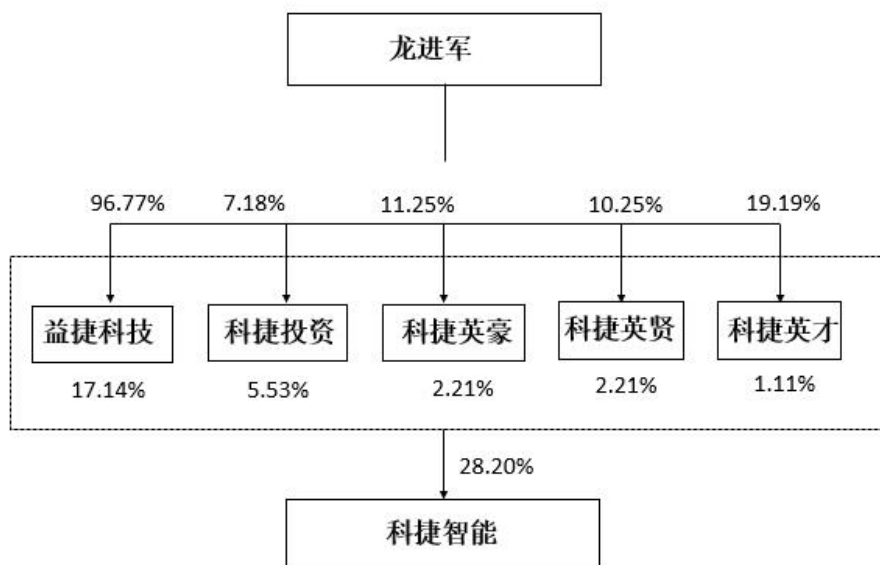 龙进军
96.77%
7.18%
11.25%
10.25%
19.19%
益捷科技
科捷投资
科捷英豪
科捷英贤
科捷英才
17.14%
5.53%
2.21%
2.21%
1.11%
28.20%
科捷智能